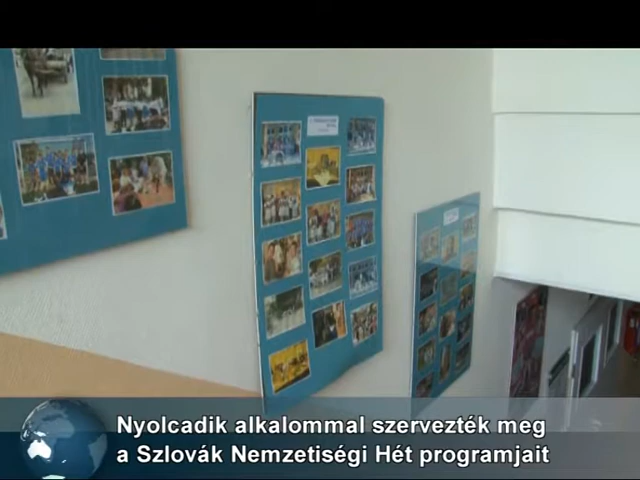 Nyolcadik alkalommal szervezték meg
a Szlovák Nemzetiségi Hét programjait